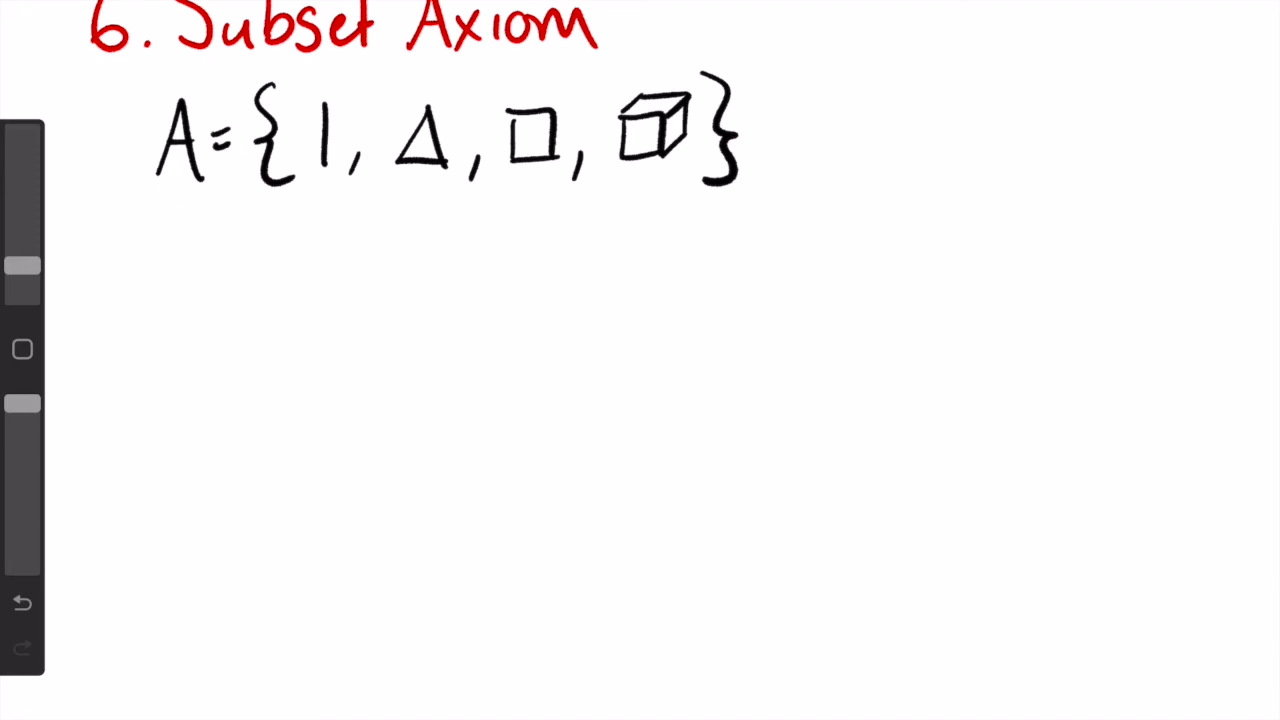 6. Subset Axiom
A = { 1, △, □, }